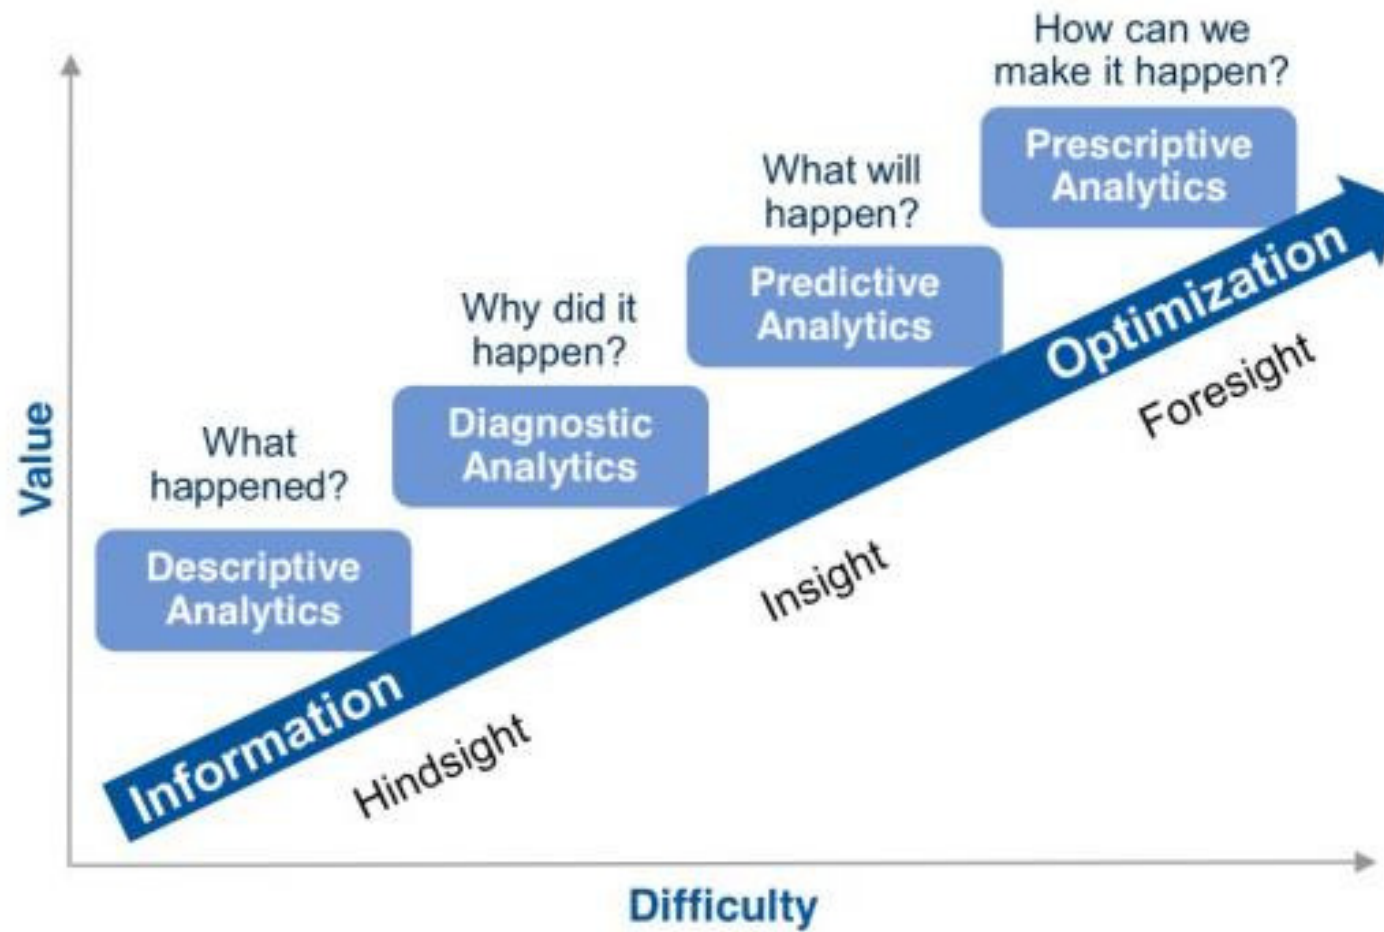 How can we
make it happen?
Prescriptive
Analytics
What will
happen?
Predictive
Analytics
Why did it
happen?
Diagnostic
Analytics
What
happened?
Descriptive
Analytics
Information
Optimization
Hindsight
Insight
Foresight
Value
Difficulty